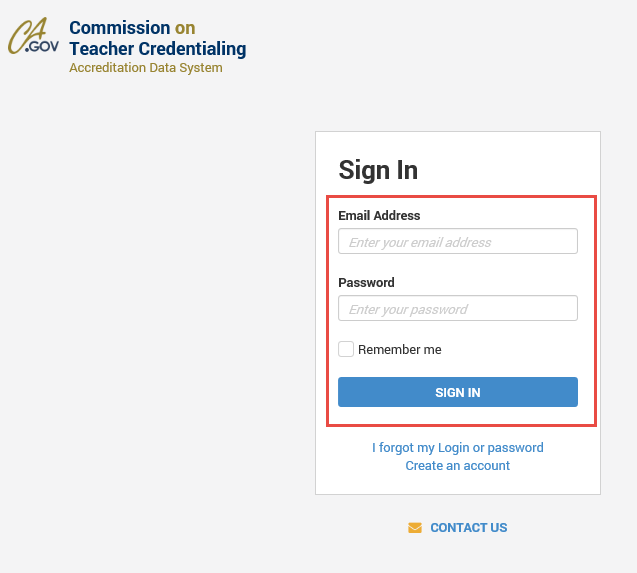 CA
.GOV
Commission on
Teacher Credentialing
Accreditation Data System
Sign In
Email Address
Enter your email address
Password
Enter your password
Remember me
SIGN IN
I forgot my Login or password
Create an account
CONTACT US